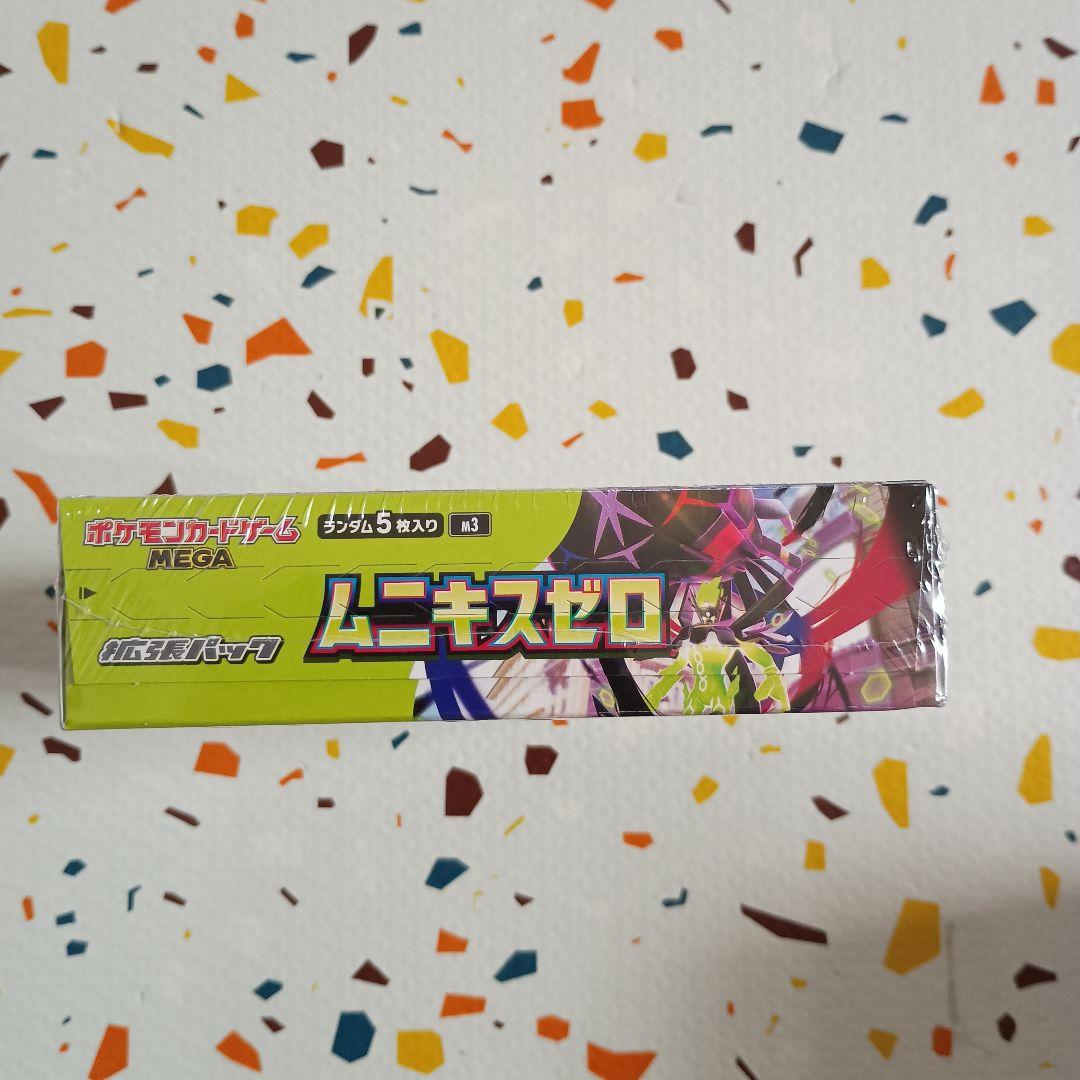 ポケモンカードゲーム
MEGA
ランダム5枚入り M3
ムニキスゼロ
拡張パック